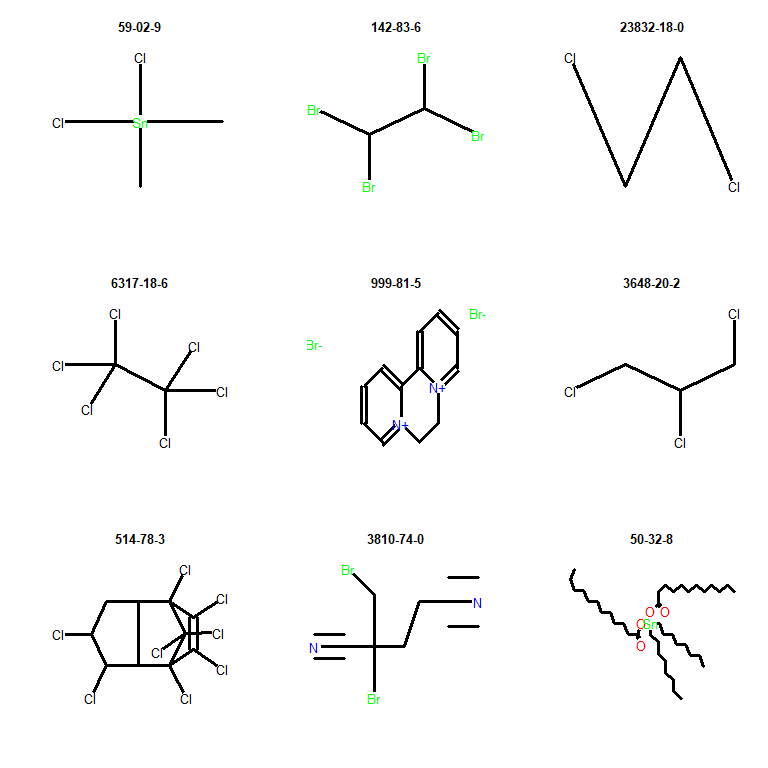 59-02-9 142-83-6 23832-18-0
Cl Br Cl
Cl Sn Br Br
Br Cl
6317-18-6 999-81-5 3648-20-2
Cl Br- Cl
Cl Br-
Cl Cl N+ Cl
Cl N+
Cl Cl
514-78-3 3810-74-0 50-32-8
Cl Br
Cl N O O
Cl Cl O Sn
Cl N O
Cl
Cl Cl Br